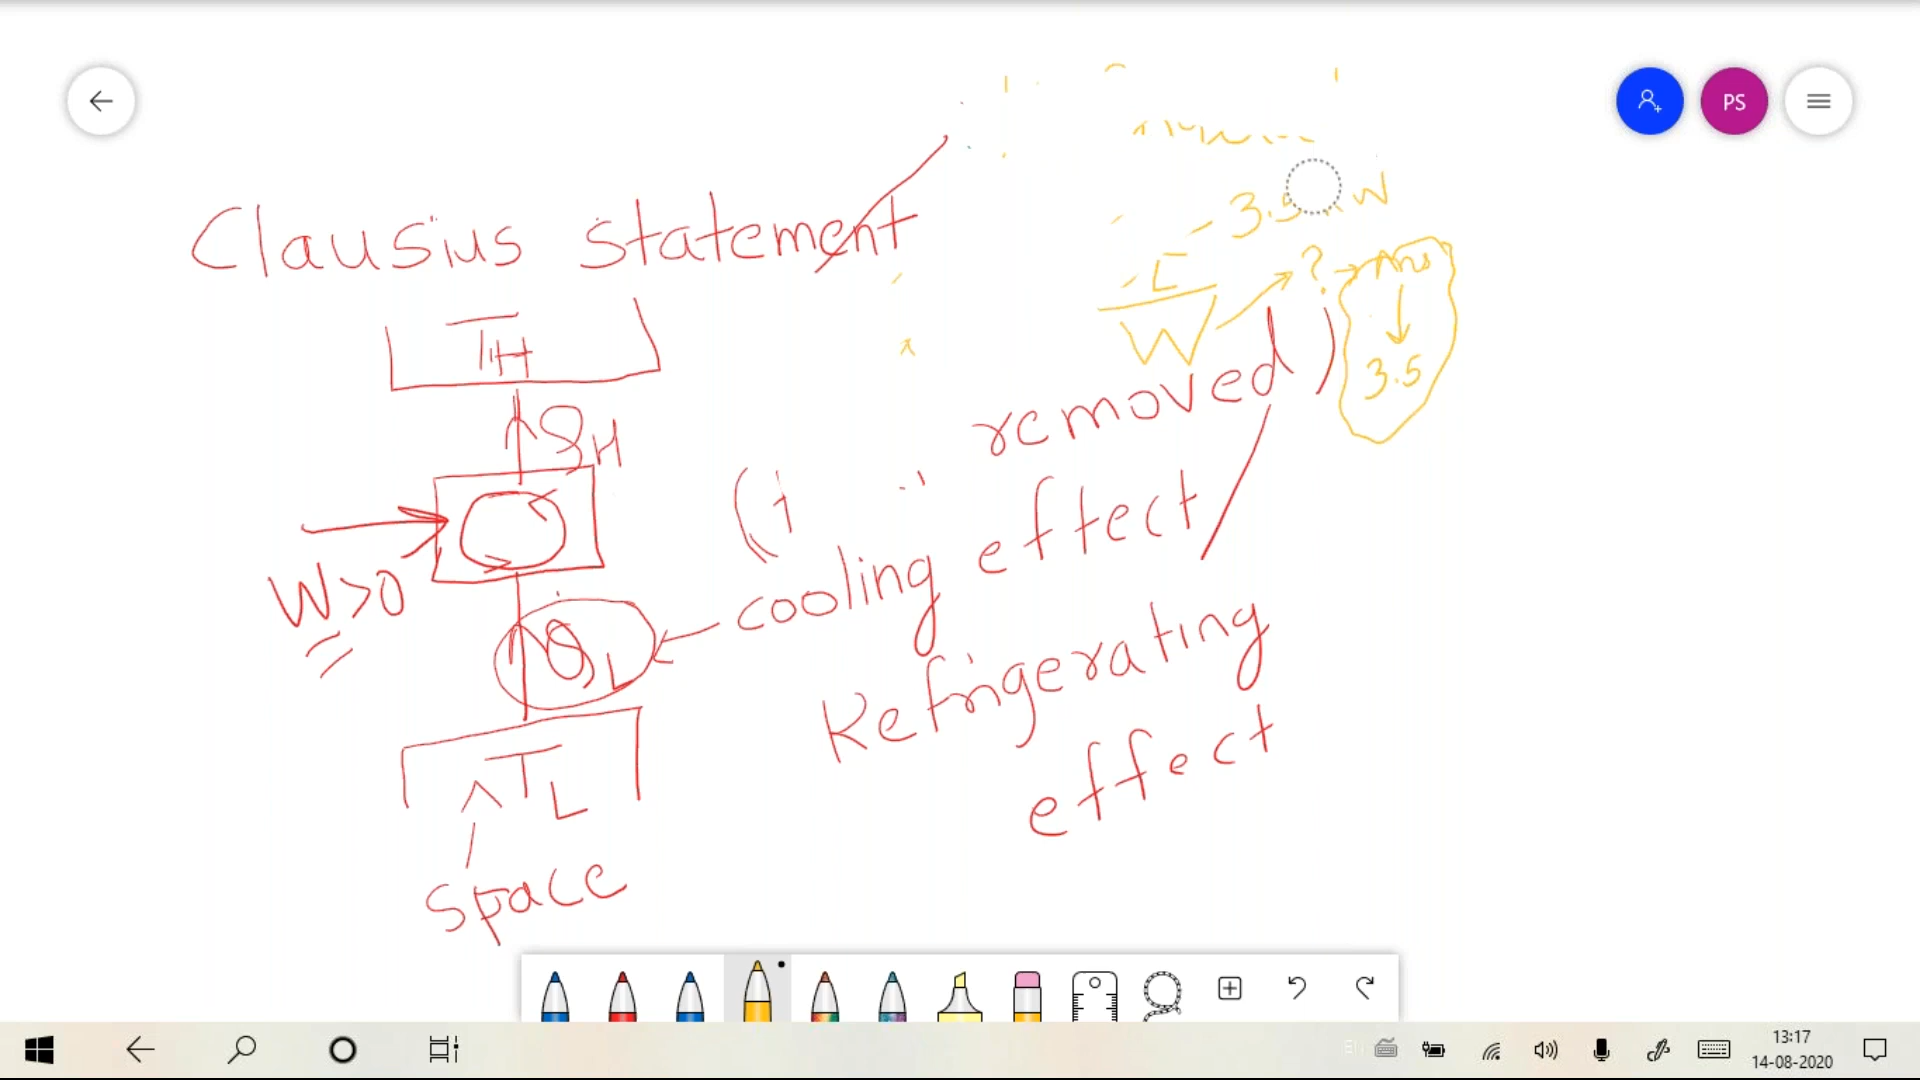 PS
Clausius statement
3.5 W
? → Ans
W
3.5
TH
removed)
QH
cooling effect
W>0
QL
Refrigerating
effect
TL
space
13:17
14-08-2020